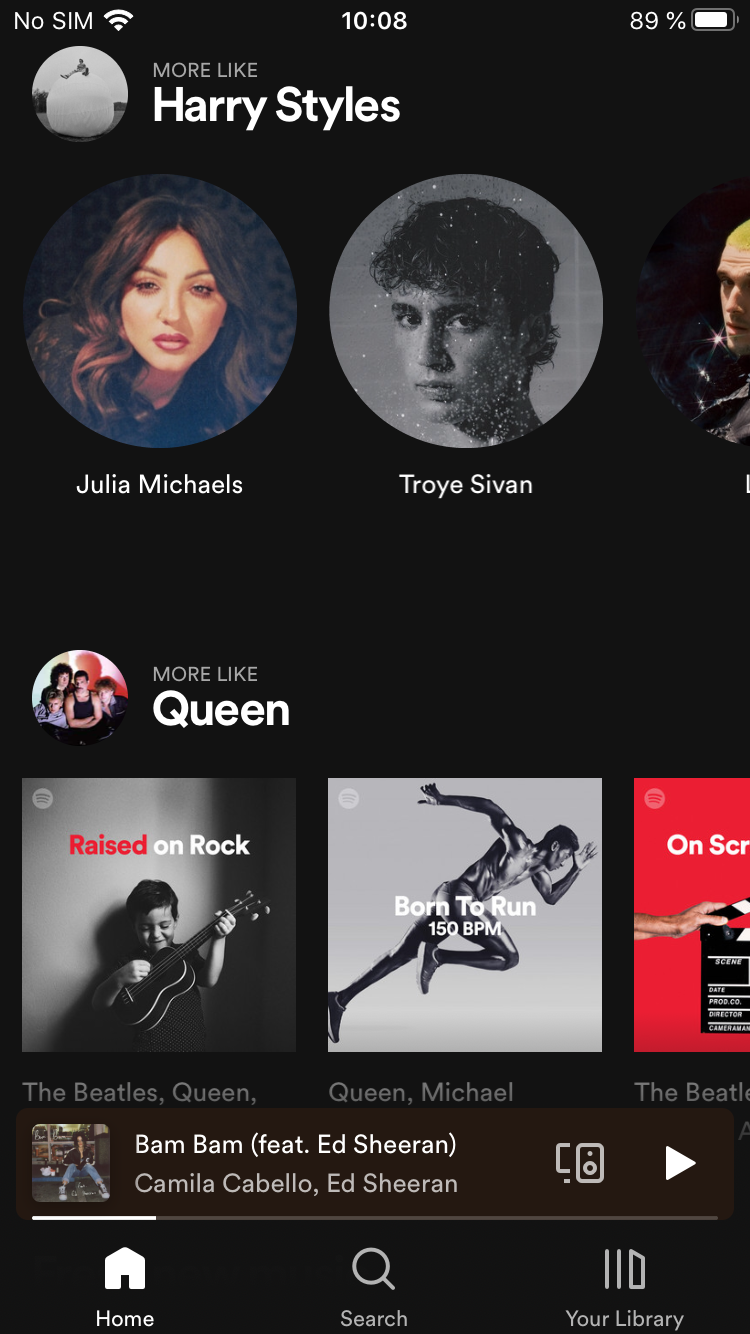 No SIM 10:08 89 %
MORE LIKE
Harry Styles
Julia Michaels Troye Sivan L
MORE LIKE
Queen
Raised on Rock
Born To Run
150 BPM
On Scr
SCENE
DATE
PROD.CO.
DIRECTOR
CAMERAMAN
The Beatles, Queen, Queen, Michael The Beatle
Bam Bam (feat. Ed Sheeran)
Camila Cabello, Ed Sheeran
Home Search Your Library